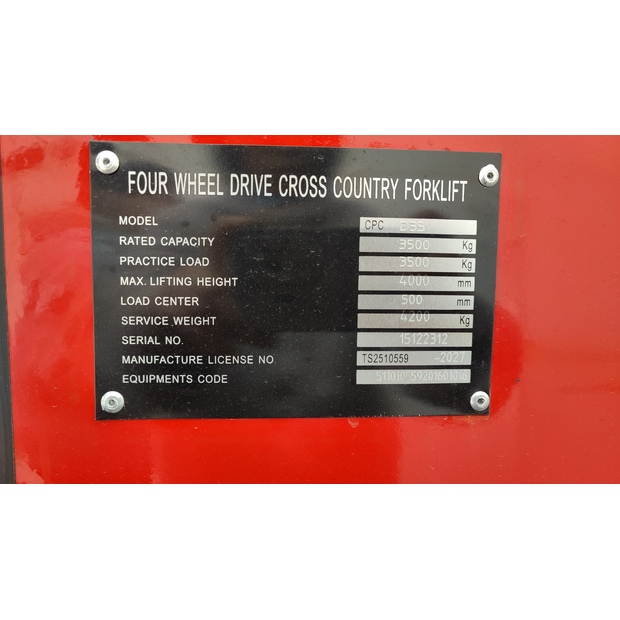 FOUR WHEEL DRIVE CROSS COUNTRY FORKLIFT
MODEL CPC D35
RATED CAPACITY 3500 Kg
PRACTICE LOAD 3500 Kg
MAX. LIFTING HEIGHT 4000 mm
LOAD CENTER 500 mm
SERVICE WEIGHT 4200 Kg
SERIAL NO. 15122312
MANUFACTURE LICENSE NO. TS2510559 -2027
EQUIPMENTS CODE